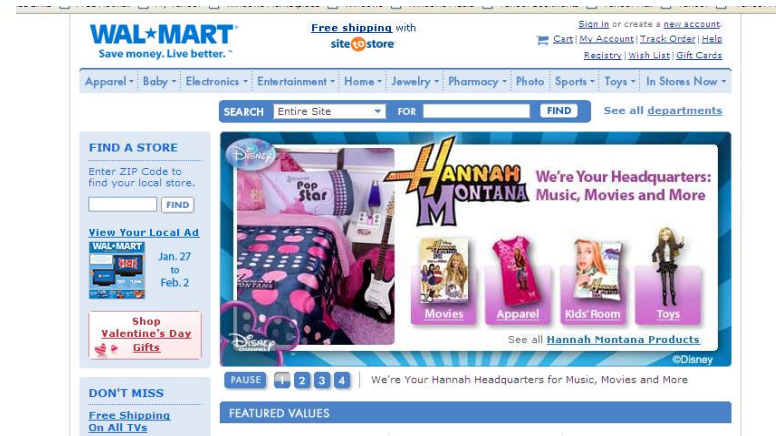 WAL★MART
Save money. Live better.
Free shipping with
site to store
Sign in or create a new account.
Cart | My Account | Track Order | Help
Registry | Wish List | Gift Cards
Apparel Baby Electronics Entertainment Home Jewelry Pharmacy Photo Sports Toys In Stores Now
SEARCH Entire Site FOR FIND See all departments
FIND A STORE
Enter ZIP Code to
find your local store.
FIND
View Your Local Ad
WAL-MART
Jan. 27
to
Feb. 2
Shop
Valentine's Day
Gifts
DON'T MISS
Free Shipping
On All TVs
Disney
Pop
Star
HANNAH
MONTANA
We're Your Headquarters:
Music, Movies and More
Movies Apparel Kids' Room Toys
See all Hannah Montana Products
Disney
CHANNEL
©Disney
PAUSE 1 2 3 4 We're Your Hannah Headquarters for Music, Movies and More
FEATURED VALUES